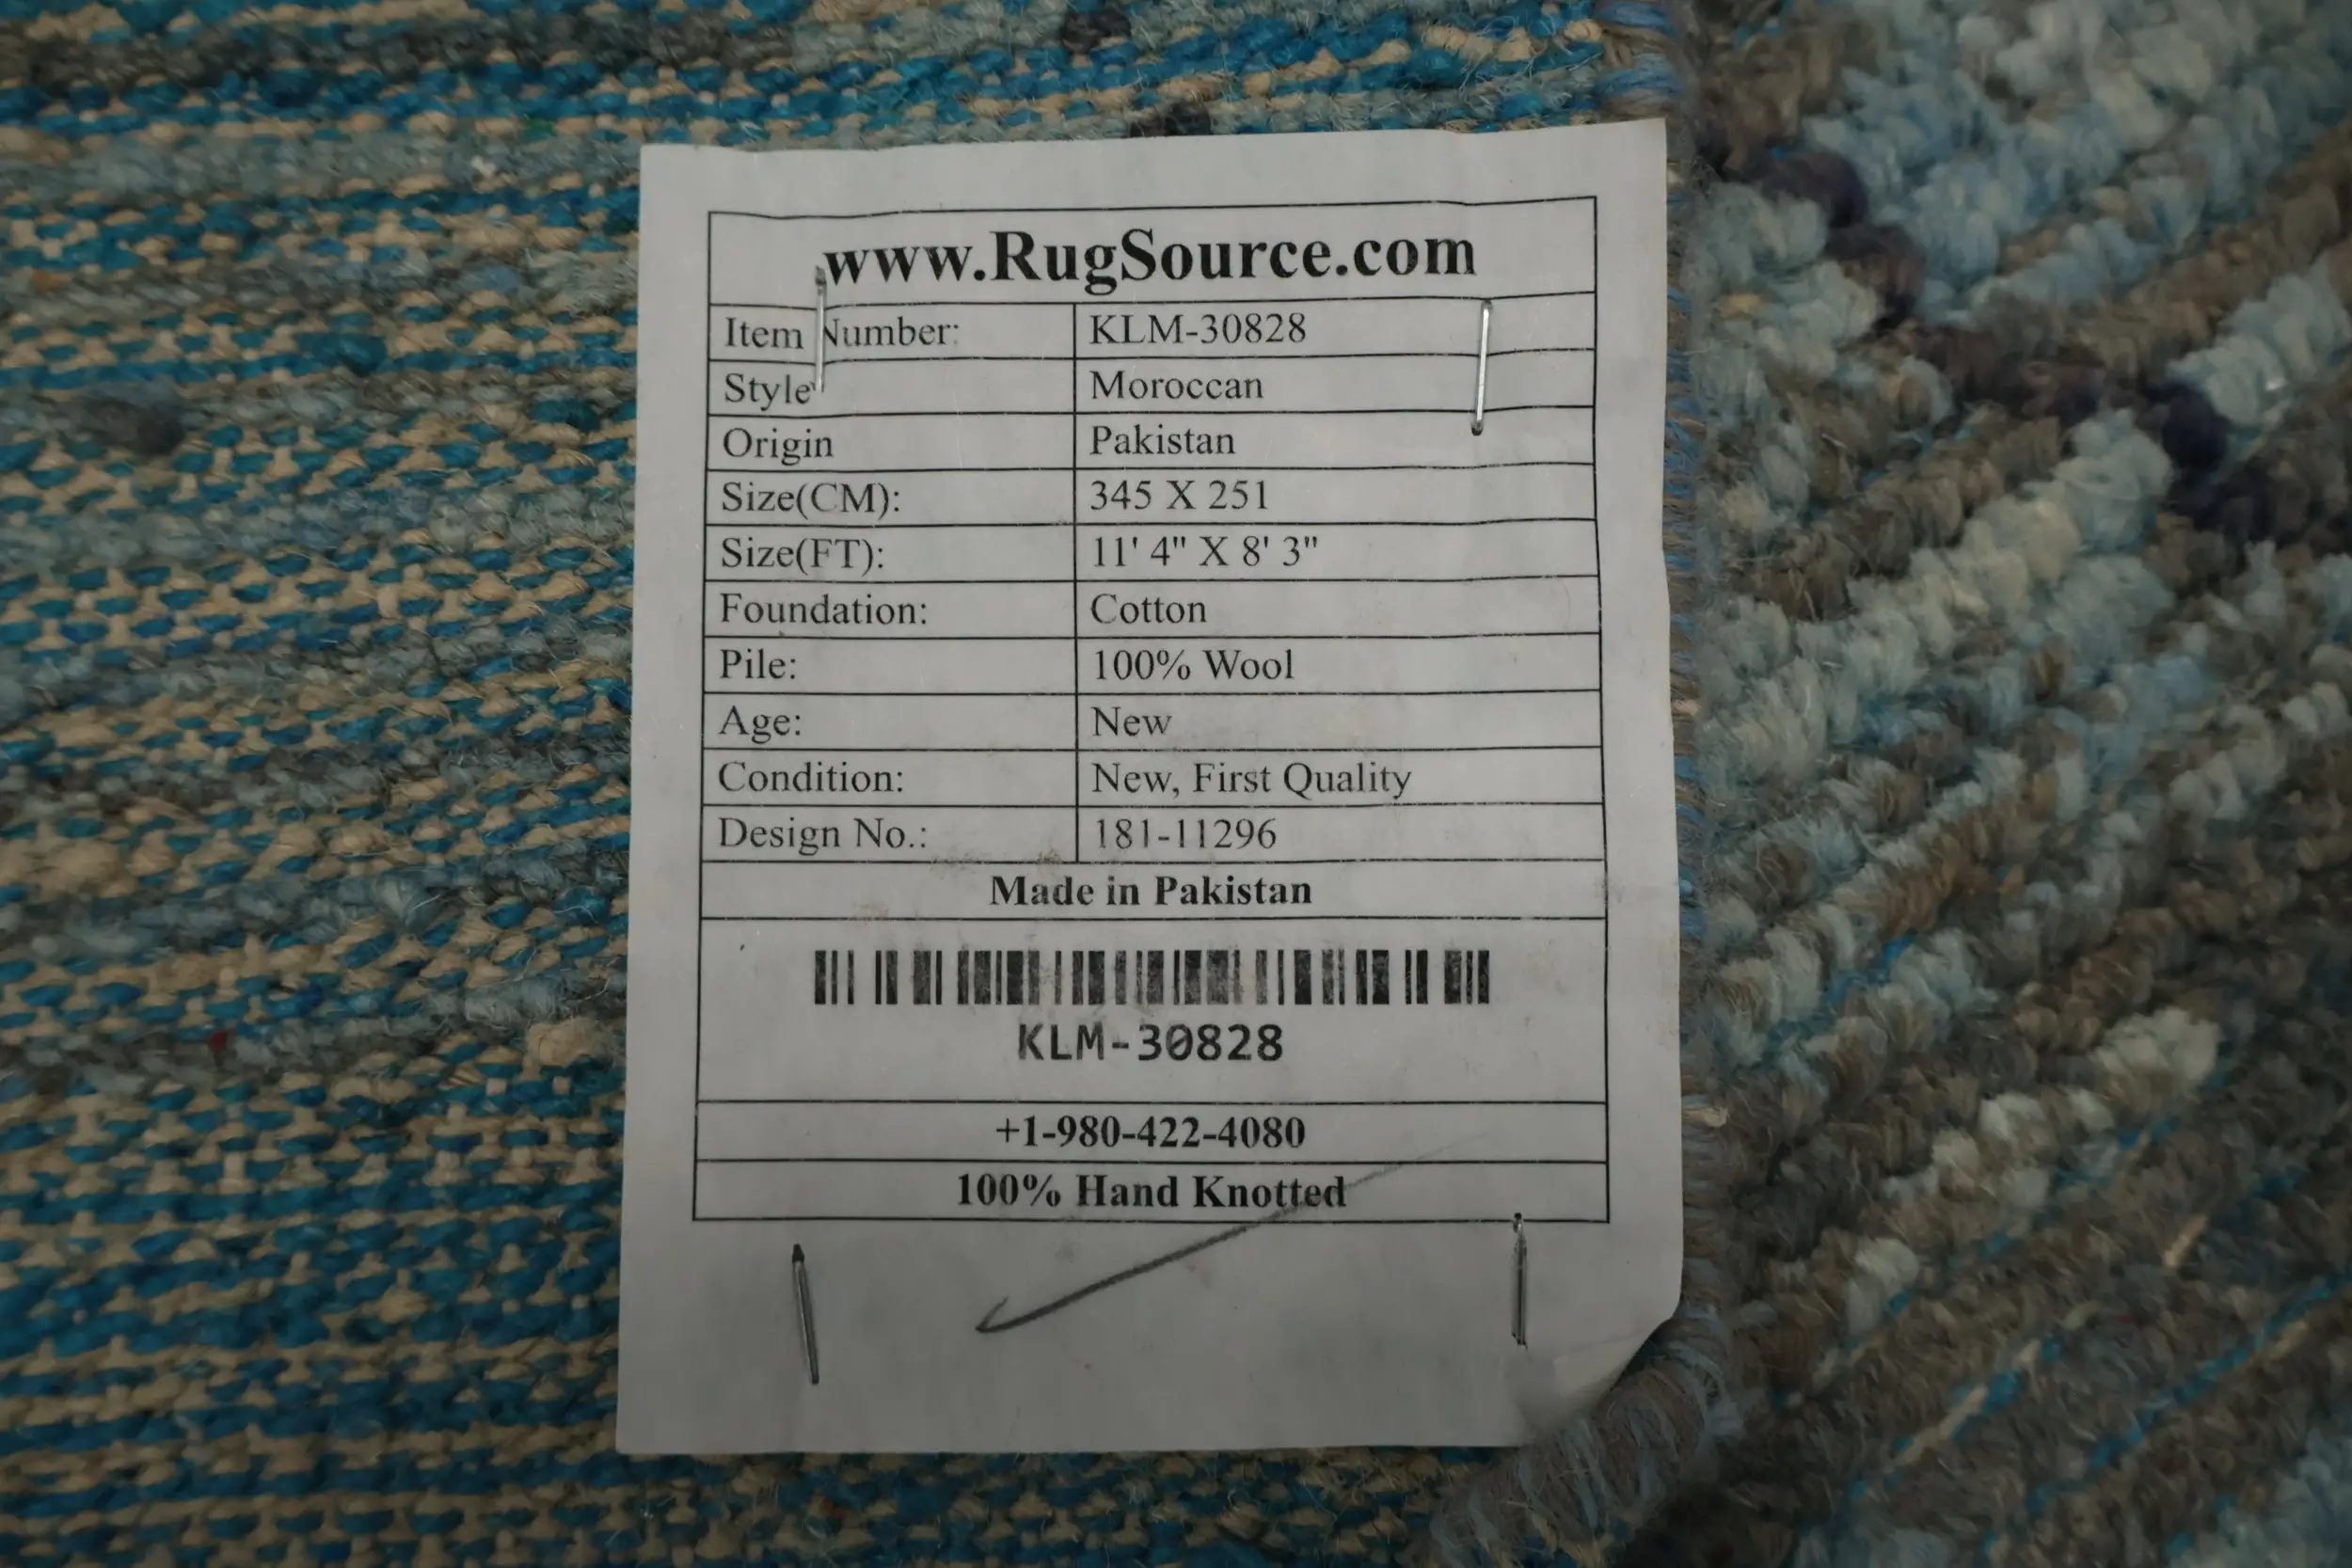 www.RugSource.com
Item Number: KLM-30828
Style Moroccan
Origin Pakistan
Size(CM): 345 X 251
Size(FT): 11' 4" X 8' 3"
Foundation: Cotton
Pile: 100% Wool
Age: New
Condition: New, First Quality
Design No.: 181-11296
Made in Pakistan
KLM-30828
+1-980-422-4080
100% Hand Knotted